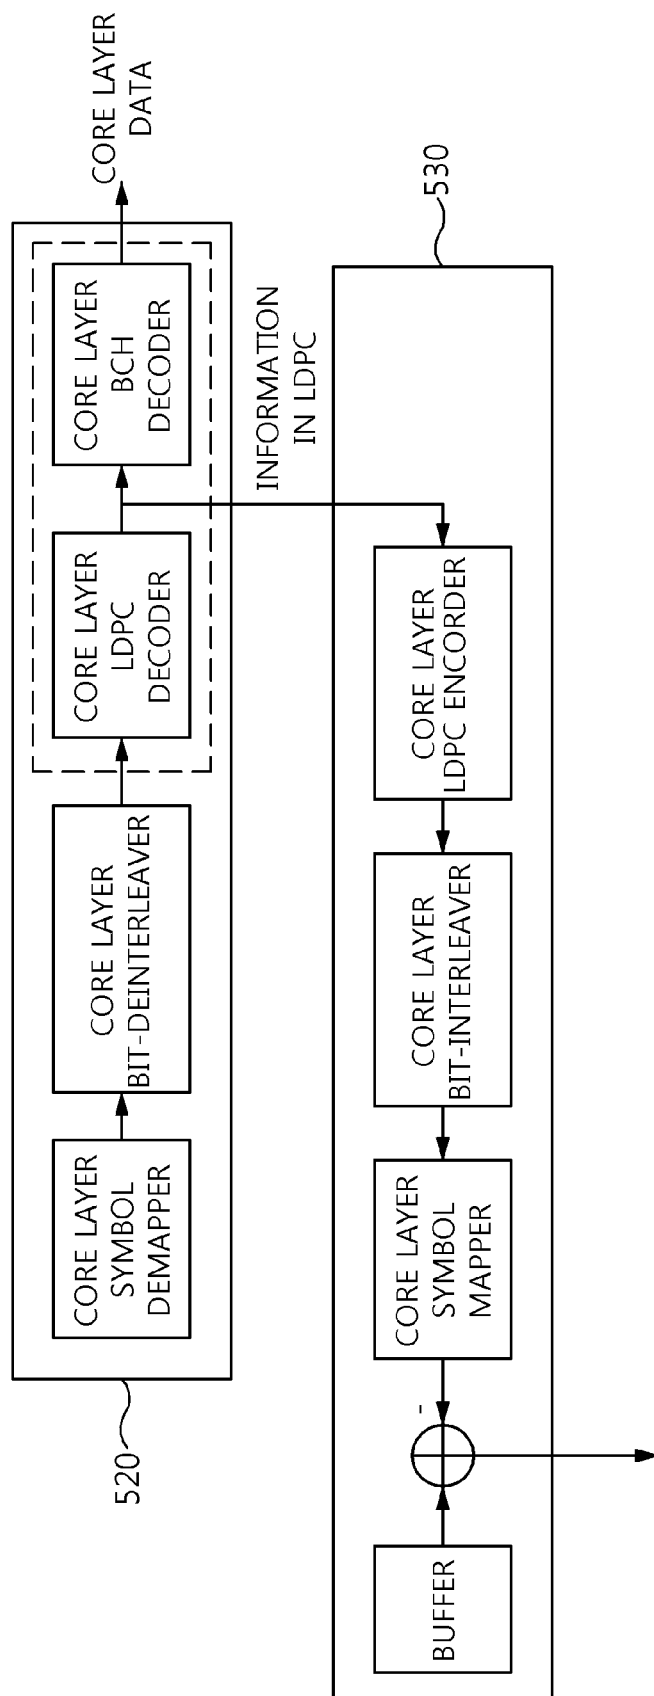 520
CORE LAYER
SYMBOL
DEMAPPER
CORE LAYER
BIT-DEINTERLEAVER
CORE LAYER
LDPC
DECODER
CORE LAYER
BCH
DECODER
CORE LAYER
DATA
INFORMATION
IN LDPC
530
BUFFER
-
CORE LAYER
SYMBOL
MAPPER
CORE LAYER
BIT-INTERLEAVER
CORE LAYER
LDPC ENCORDER